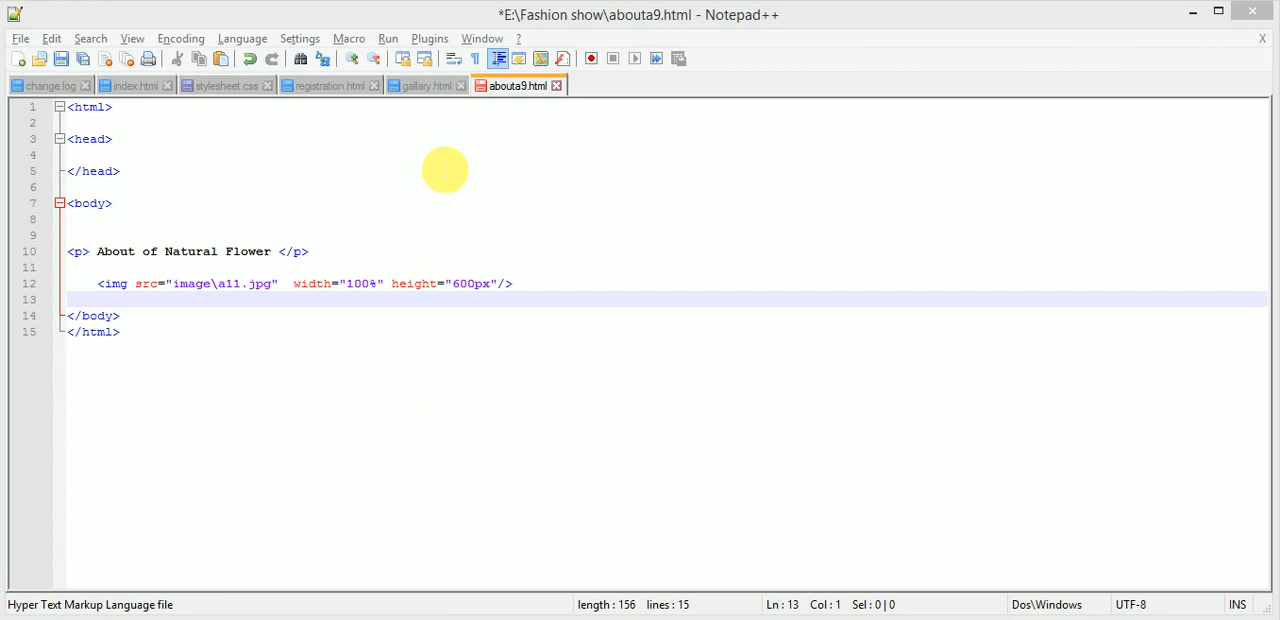 *E:\Fashion show\abouta9.html - Notepad++
File Edit Search View Encoding Language Settings Macro Run Plugins Window ? X
change.log index.html stylesheet.css registration.html gallary.html abouta9.html
1 <html>
2
3 <head>
4
5 </head>
6
7 <body>
8
9
10 <p> About of Natural Flower </p>
11
12 <img src="image\a11.jpg" width="100%" height="600px"/>
13
14 </body>
15 </html>
Hyper Text Markup Language file length : 156 lines : 15 Ln : 13 Col : 1 Sel : 0 | 0 Dos\Windows UTF-8 INS